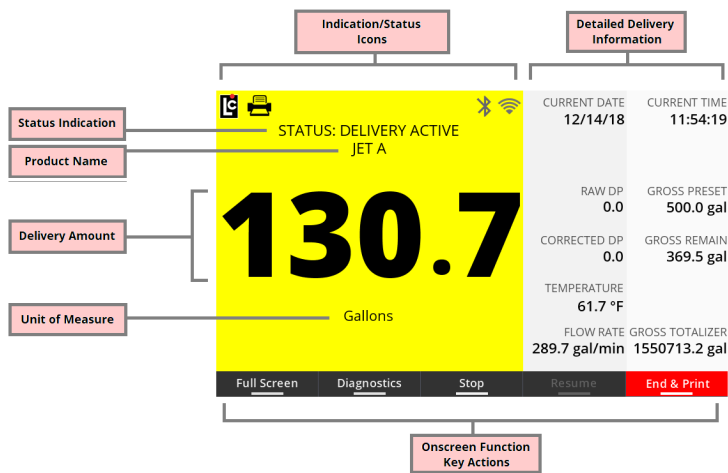 Indication/Status
Icons
Detailed Delivery
Information
Status Indication
Product Name
Delivery Amount
Unit of Measure
LC
STATUS: DELIVERY ACTIVE
JET A
130.7
Gallons
CURRENT DATE
12/14/18
CURRENT TIME
11:54:19
RAW DP
0.0
GROSS PRESET
500.0 gal
CORRECTED DP
0.0
GROSS REMAIN
369.5 gal
TEMPERATURE
61.7 °F
FLOW RATE
289.7 gal/min
GROSS TOTALIZER
1550713.2 gal
Full Screen
Diagnostics
Stop
Resume
End & Print
Onscreen Function
Key Actions